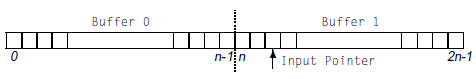 Buffer 0 Buffer 1
0 n-1 n 2n-1
Input Pointer